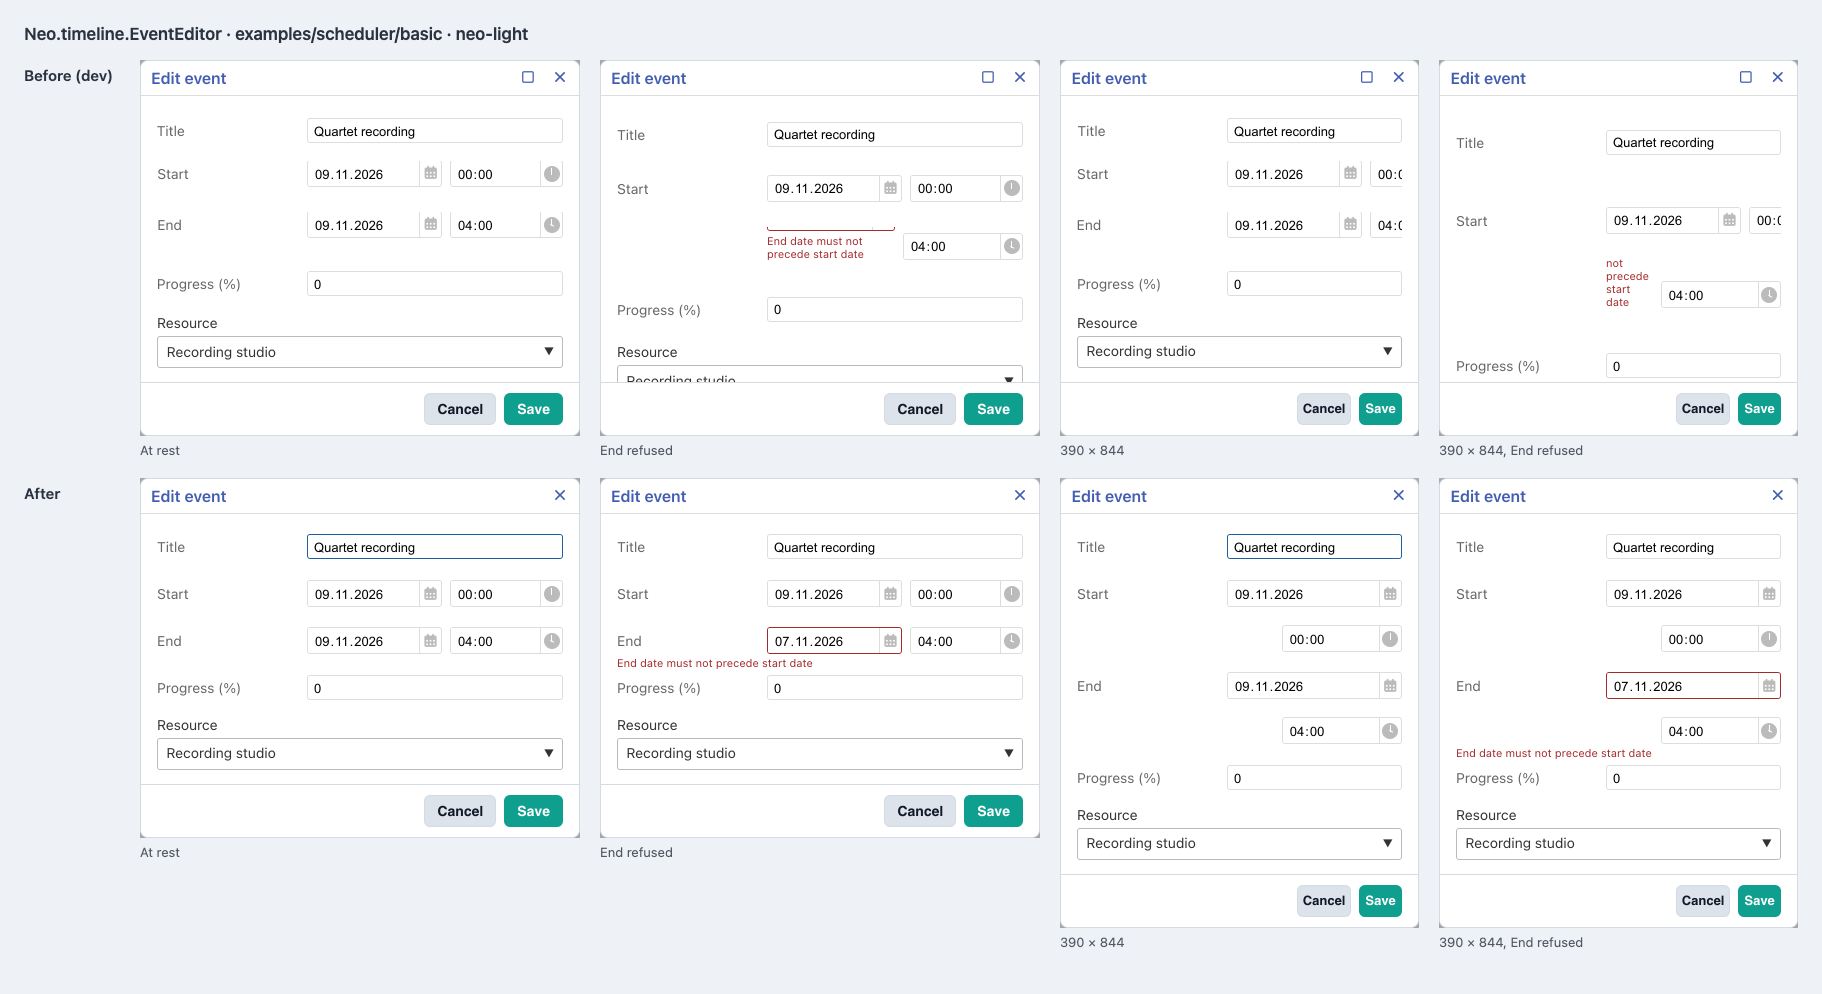 Neo.timeline.EventEditor · examples/scheduler/basic · neo-light
Before (dev)
Edit event
Title
Quartet recording
Start
09.11.2026
00:00
End
09.11.2026
04:00
Progress (%)
0
Resource
Recording studio
Cancel
Save
At rest
Edit event
Title
Quartet recording
Start
09.11.2026
00:00
End date must not
precede start date
04:00
Progress (%)
0
Resource
Recording studio
Cancel
Save
End refused
Edit event
Title
Quartet recording
Start
09.11.2026
00:0
End
09.11.2026
04:0
Progress (%)
0
Resource
Recording studio
Cancel
Save
390 × 844
Edit event
Title
Quartet recording
Start
09.11.2026
00:0
not
precede
start
date
04:00
Progress (%)
0
Cancel
Save
390 × 844, End refused
After
Edit event
Title
Quartet recording
Start
09.11.2026
00:00
End
09.11.2026
04:00
Progress (%)
0
Resource
Recording studio
Cancel
Save
At rest
Edit event
Title
Quartet recording
Start
09.11.2026
00:00
End
07.11.2026
04:00
End date must not precede start date
Progress (%)
0
Resource
Recording studio
Cancel
Save
End refused
Edit event
Title
Quartet recording
Start
09.11.2026
00:00
End
09.11.2026
04:00
Progress (%)
0
Resource
Recording studio
Cancel
Save
390 × 844
Edit event
Title
Quartet recording
Start
09.11.2026
00:00
End
07.11.2026
04:00
End date must not precede start date
Progress (%)
0
Resource
Recording studio
Cancel
Save
390 × 844, End refused